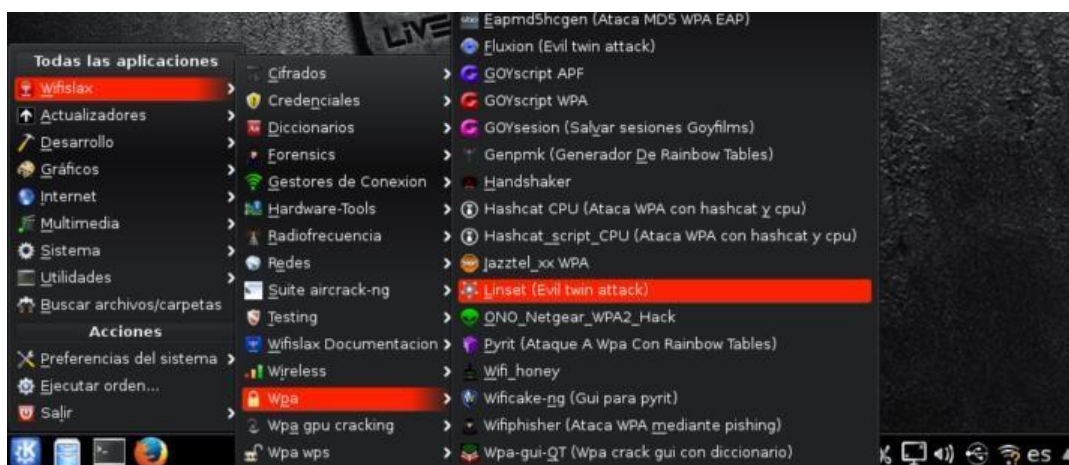 LIVE
Todas las aplicaciones
Wifislax
Actualizadores
Desarrollo
Gráficos
Internet
Multimedia
Sistema
Utilidades
Buscar archivos/carpetas
Acciones
Preferencias del sistema
Ejecutar orden...
Salir
Cifrados
Credenciales
Diccionarios
Forensics
Gestores de Conexion
Hardware-Tools
Radiofrecuencia
Redes
Suite aircrack-ng
Testing
Wifislax Documentacion
Wireless
Wpa
Wpa gpu cracking
Wpa wps
Eapmd5hcgen (Ataca MD5 WPA EAP)
Fluxion (Evil twin attack)
GOYscript APF
GOYscript WPA
GOYsesion (Salvar sesiones Goyfilms)
Genpmk (Generador De Rainbow Tables)
Handshaker
Hashcat CPU (Ataca WPA con hashcat y cpu)
Hashcat_script_CPU (Ataca WPA con hashcat y cpu)
Jazztel_xx WPA
Linset (Evil twin attack)
ONO_Netgear_WPA2_Hack
Pyrit (Ataque A Wpa Con Rainbow Tables)
Wifi_honey
Wificake-ng (Gui para pyrit)
Wifiphisher (Ataca WPA mediante pishing)
Wpa-gui-QT (Wpa crack gui con diccionario)
es